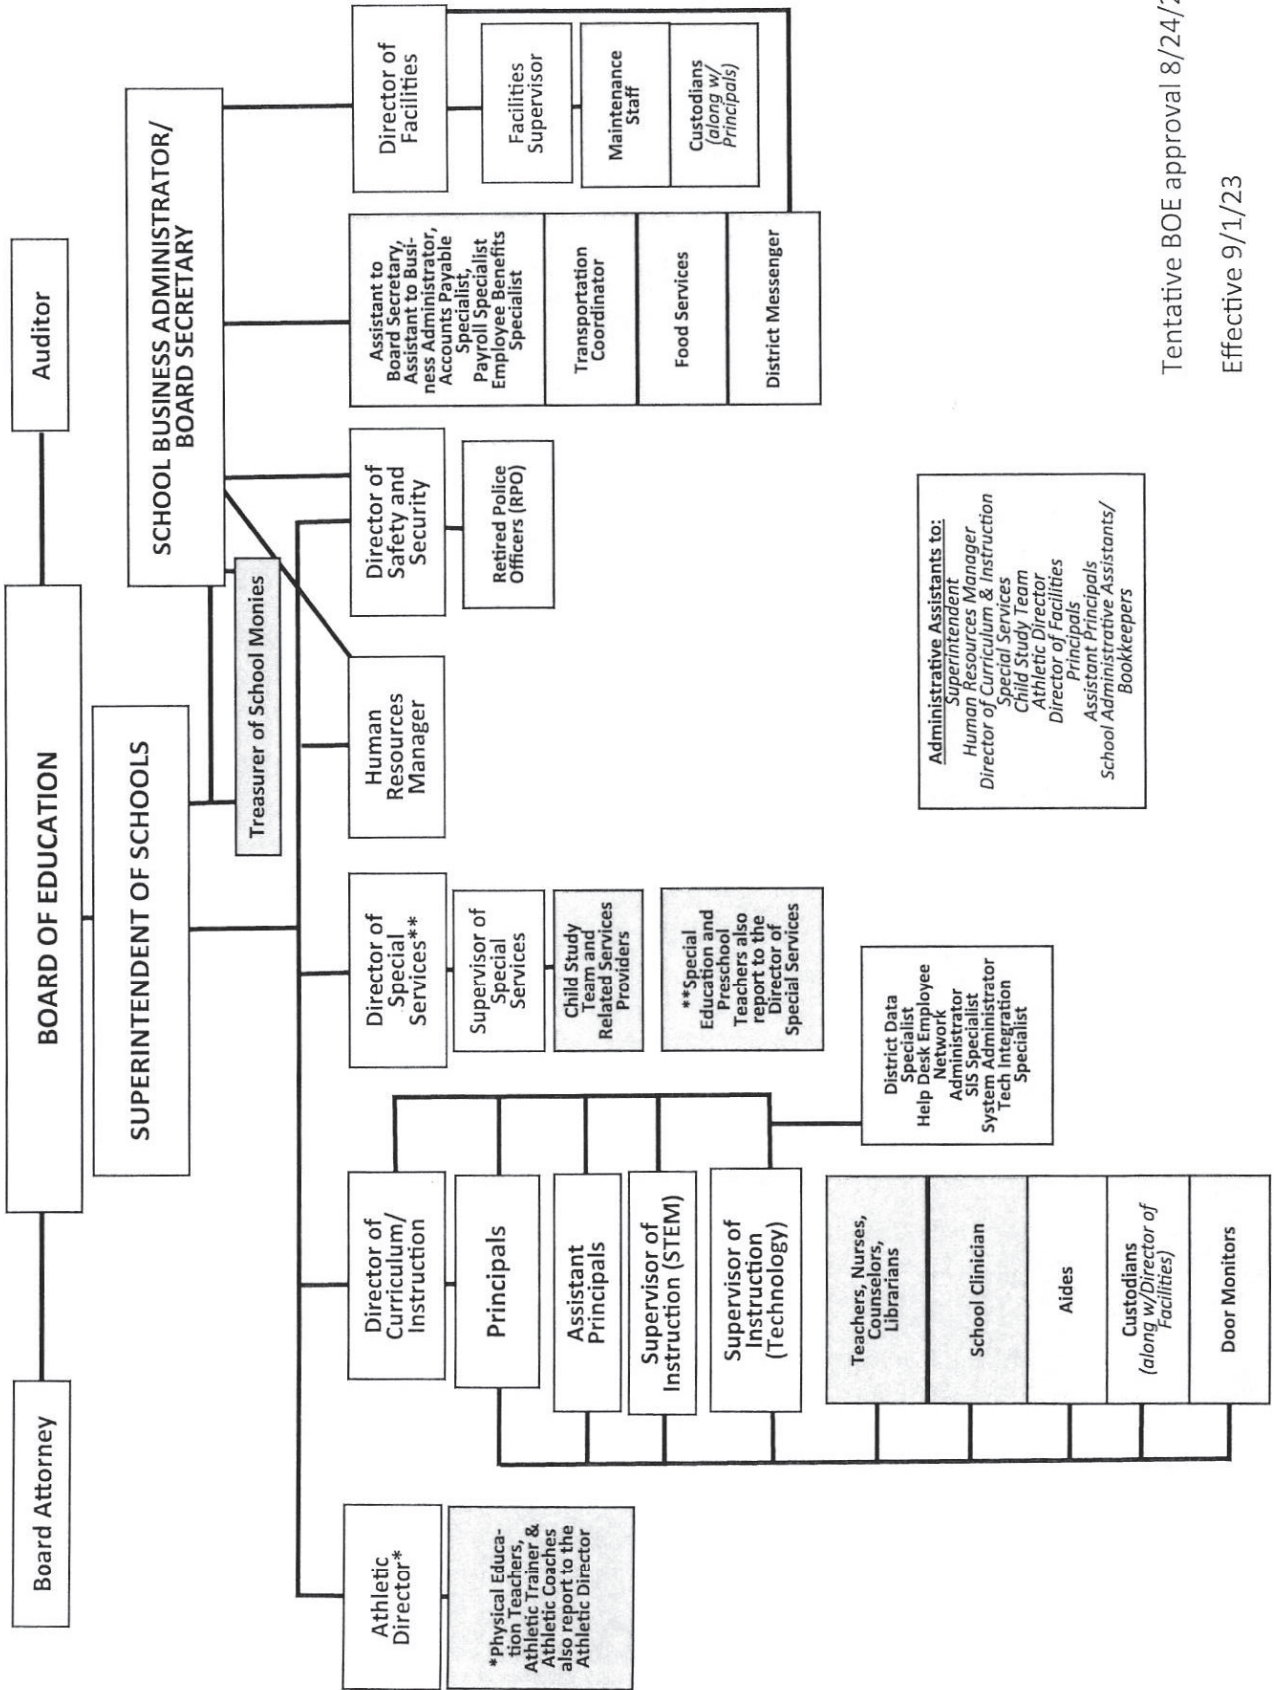 Board Attorney
BOARD OF EDUCATION
Auditor
SUPERINTENDENT OF SCHOOLS
SCHOOL BUSINESS ADMINISTRATOR/
BOARD SECRETARY
Treasurer of School Monies
Athletic
Director*
*Physical Educa-
tion Teachers,
Athletic Trainer &
Athletic Coaches
also report to the
Athletic Director
Director of
Curriculum/
Instruction
Principals
Assistant
Principals
Supervisor of
Instruction (STEM)
Supervisor of
Instruction
(Technology)
Teachers, Nurses,
Counselors,
Librarians
School Clinician
Aides
Custodians
(along w/Director of
Facilities)
Door Monitors
District Data
Specialist
Help Desk Employee
Network
Administrator
SIS Specialist
System Administrator
Tech Integration
Specialist
Director of
Special
Services**
Supervisor of
Special
Services
Child Study
Team and
Related Services
Providers
**Special
Education and
Preschool
Teachers also
report to the
Director of
Special Services
Human
Resources
Manager
Director of
Safety and
Security
Retired Police
Officers (RPO)
Assistant to
Board Secretary,
Assistant to Busi-
ness Administrator,
Accounts Payable
Specialist,
Payroll Specialist
Employee Benefits
Specialist
Transportation
Coordinator
Food Services
District Messenger
Director of
Facilities
Facilities
Supervisor
Maintenance
Staff
Custodians
(along w/
Principals)
Administrative Assistants to:
Superintendent
Human Resources Manager
Director of Curriculum & Instruction
Special Services
Child Study Team
Athletic Director
Director of Facilities
Principals
Assistant Principals
School Administrative Assistants/
Bookkeepers
Tentative BOE approval 8/24/2
Effective 9/1/23